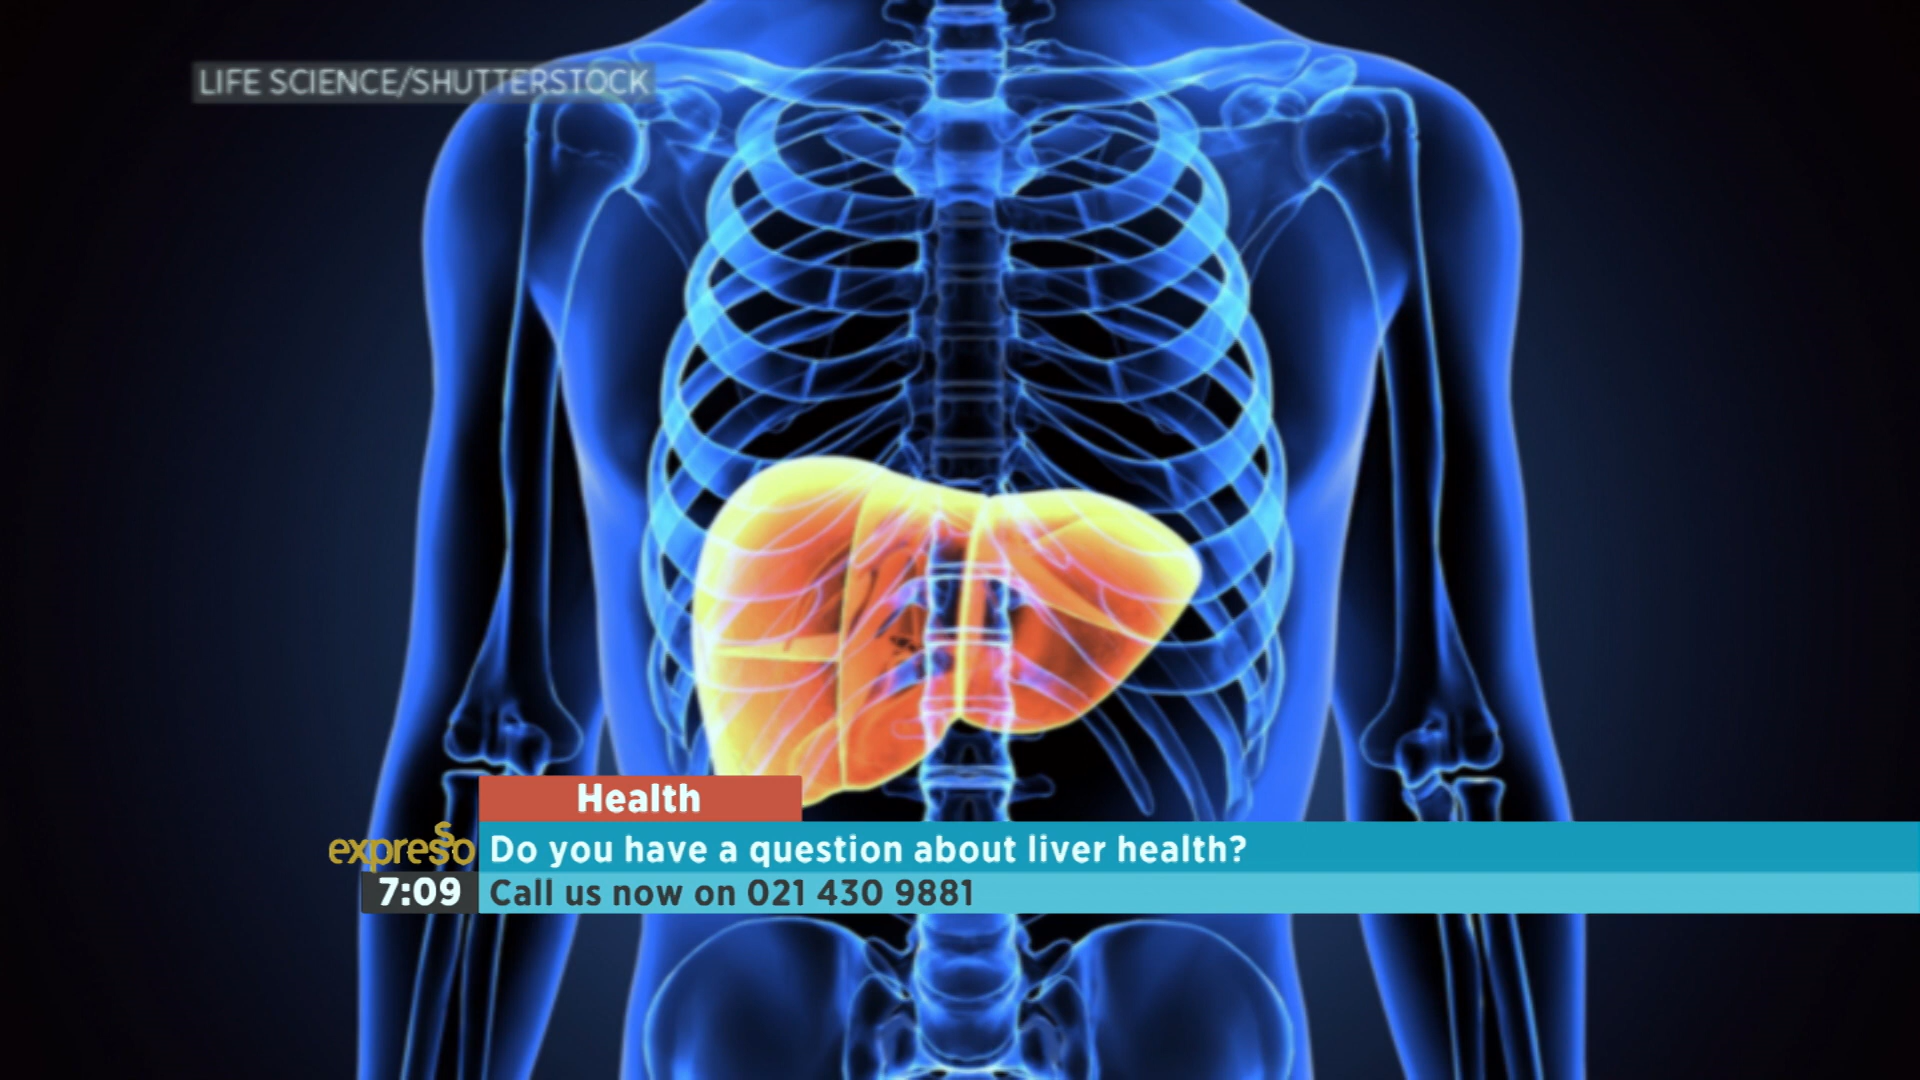 LIFE SCIENCE/SHUTTERSTOCK
Health
expresso
Do you have a question about liver health?
7:09
Call us now on 021 430 9881